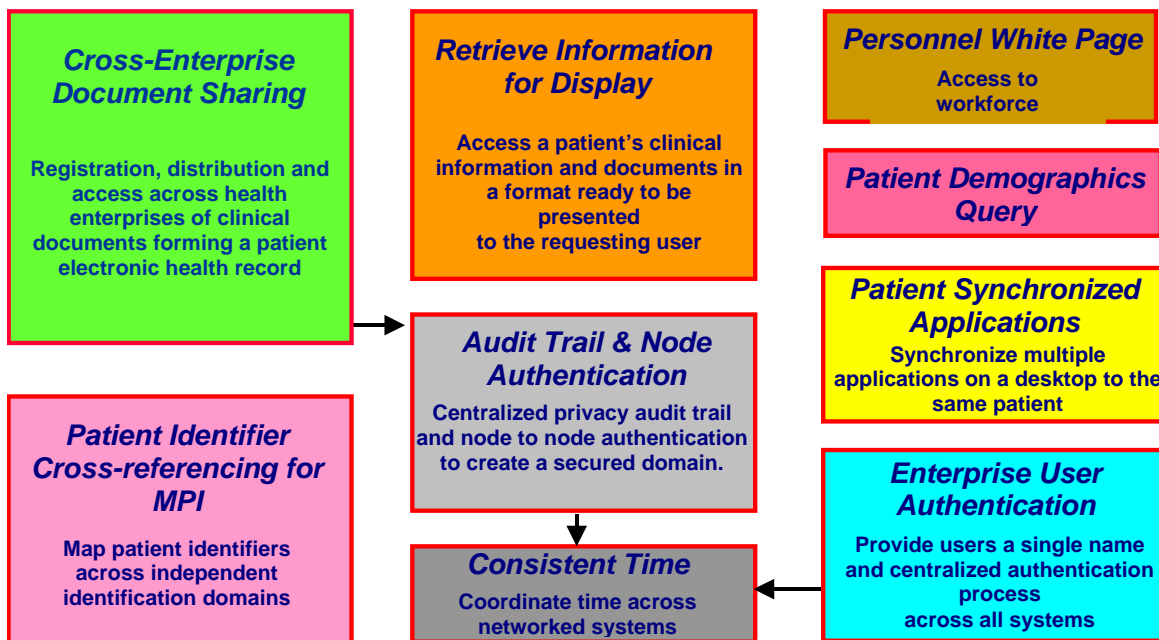 Cross-Enterprise
Document Sharing
Registration, distribution and
access across health
enterprises of clinical
documents forming a patient
electronic health record
Patient Identifier
Cross-referencing for
MPI
Map patient identifiers
across independent
identification domains
Retrieve Information
for Display
Access a patient’s clinical
information and documents in
a format ready to be
presented
to the requesting user
Audit Trail & Node
Authentication
Centralized privacy audit trail
and node to node authentication
to create a secured domain.
Consistent Time
Coordinate time across
networked systems
Personnel White Page
Access to
workforce
Patient Demographics
Query
Patient Synchronized
Applications
Synchronize multiple
applications on a desktop to the
same patient
Enterprise User
Authentication
Provide users a single name
and centralized authentication
process
across all systems